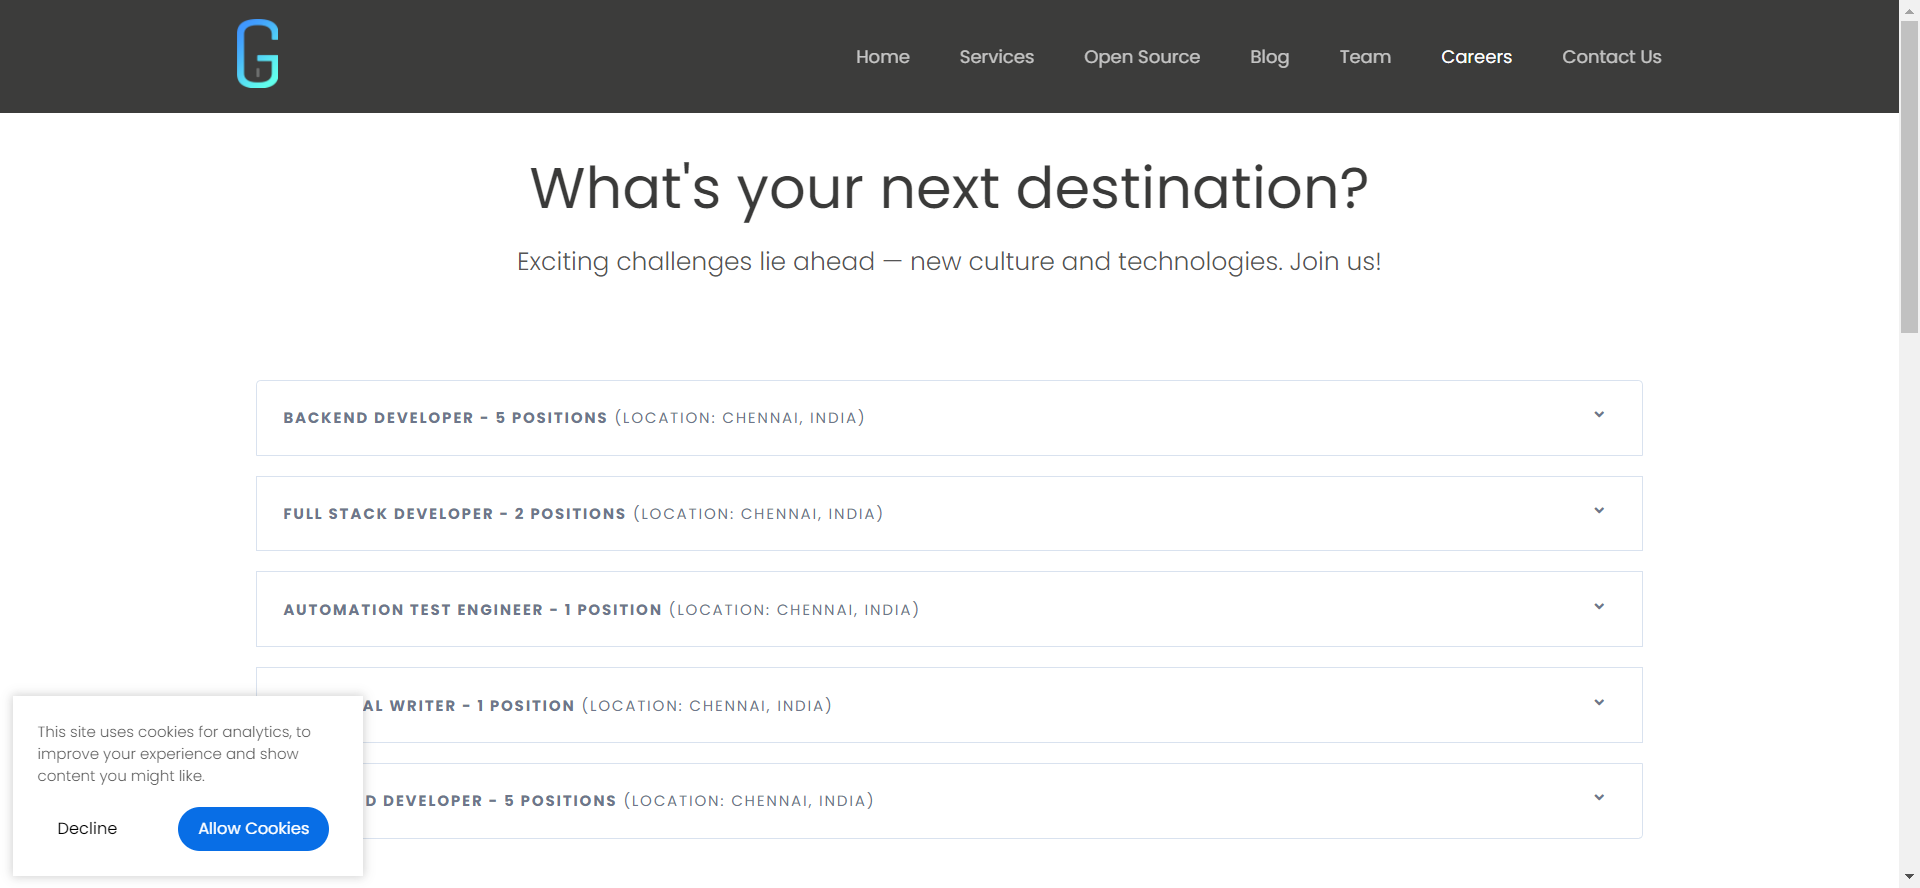 G
Home Services Open Source Blog Team Careers Contact Us
What's your next destination?
Exciting challenges lie ahead — new culture and technologies. Join us!
BACKEND DEVELOPER - 5 POSITIONS (LOCATION: CHENNAI, INDIA)
FULL STACK DEVELOPER - 2 POSITIONS (LOCATION: CHENNAI, INDIA)
AUTOMATION TEST ENGINEER - 1 POSITION (LOCATION: CHENNAI, INDIA)
AL WRITER - 1 POSITION (LOCATION: CHENNAI, INDIA)
D DEVELOPER - 5 POSITIONS (LOCATION: CHENNAI, INDIA)
This site uses cookies for analytics, to
improve your experience and show
content you might like.
Decline Allow Cookies